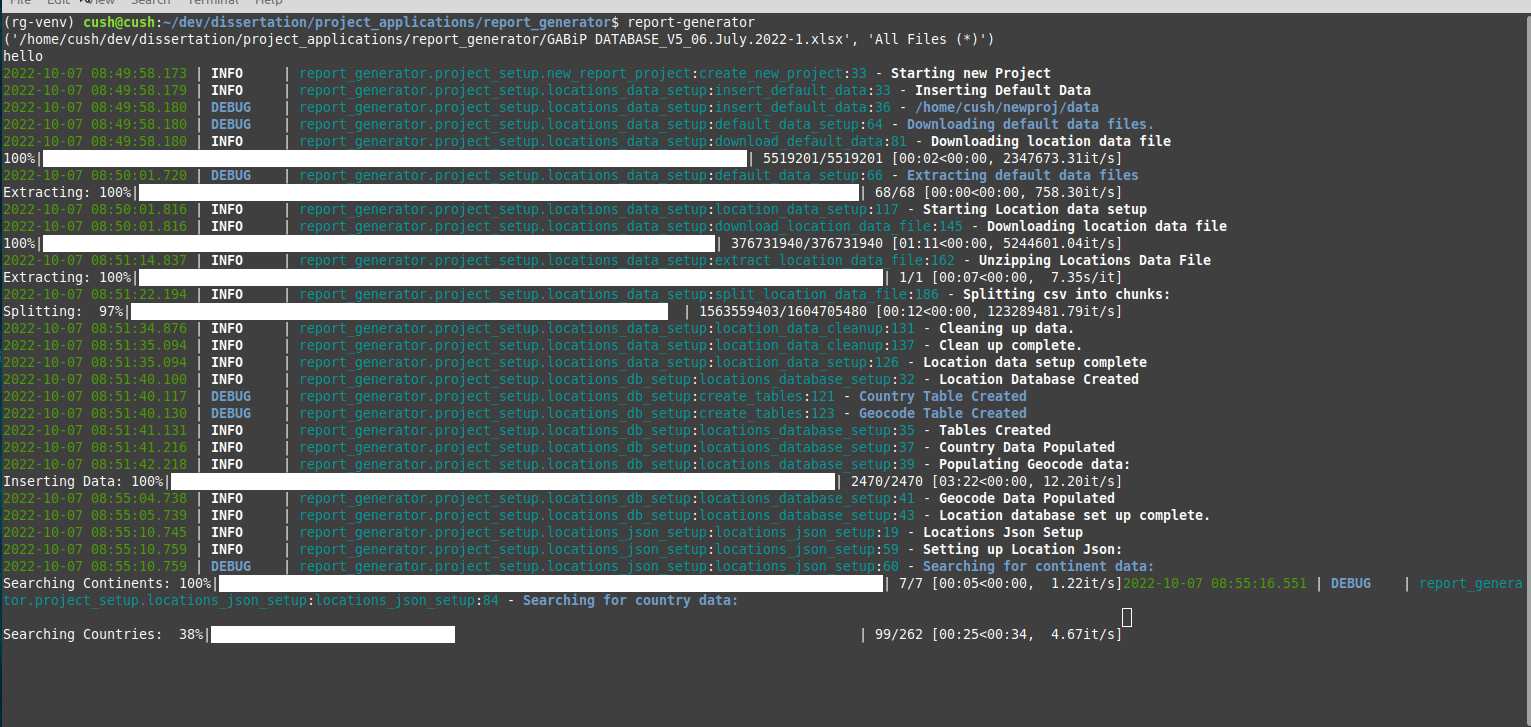 File Edit View Search Terminal Help
(rg-venv) cush@cush:~/dev/dissertation/project_applications/report_generator$ report-generator
('/home/cush/dev/dissertation/project_applications/report_generator/GABiP DATABASE_V5_06.July.2022-1.xlsx', 'All Files (*)')
hello
2022-10-07 08:49:58.173 | INFO     | report_generator.project_setup.new_report_project:create_new_project:33 - Starting new Project
2022-10-07 08:49:58.179 | INFO     | report_generator.project_setup.locations_data_setup:insert_default_data:33 - Inserting Default Data
2022-10-07 08:49:58.180 | DEBUG    | report_generator.project_setup.locations_data_setup:insert_default_data:36 - /home/cush/newproj/data
2022-10-07 08:49:58.180 | DEBUG    | report_generator.project_setup.locations_data_setup:default_data_setup:64 - Downloading default data files.
2022-10-07 08:49:58.180 | INFO     | report_generator.project_setup.locations_data_setup:download_default_data:81 - Downloading location data file
100%| | 5519201/5519201 [00:02<00:00, 2347673.31it/s]
2022-10-07 08:50:01.720 | DEBUG    | report_generator.project_setup.locations_data_setup:default_data_setup:66 - Extracting default data files
Extracting: 100%| | 68/68 [00:00<00:00, 758.30it/s]
2022-10-07 08:50:01.816 | INFO     | report_generator.project_setup.locations_data_setup:location_data_setup:117 - Starting Location data setup
2022-10-07 08:50:01.816 | INFO     | report_generator.project_setup.locations_data_setup:download_location_data_file:145 - Downloading location data file
100%| | 376731940/376731940 [01:11<00:00, 5244601.04it/s]
2022-10-07 08:51:14.837 | INFO     | report_generator.project_setup.locations_data_setup:extract_location_data_file:162 - Unzipping Locations Data File
Extracting: 100%| | 1/1 [00:07<00:00,  7.35s/it]
2022-10-07 08:51:22.194 | INFO     | report_generator.project_setup.locations_data_setup:split_location_data_file:186 - Splitting csv into chunks:
Splitting:  97%| | 1563559403/1604705480 [00:12<00:00, 123289481.79it/s]
2022-10-07 08:51:34.876 | INFO     | report_generator.project_setup.locations_data_setup:location_data_cleanup:131 - Cleaning up data.
2022-10-07 08:51:35.094 | INFO     | report_generator.project_setup.locations_data_setup:location_data_cleanup:137 - Clean up complete.
2022-10-07 08:51:35.094 | INFO     | report_generator.project_setup.locations_data_setup:location_data_setup:126 - Location data setup complete
2022-10-07 08:51:40.100 | INFO     | report_generator.project_setup.locations_db_setup:locations_database_setup:32 - Location Database Created
2022-10-07 08:51:40.117 | DEBUG    | report_generator.project_setup.locations_db_setup:create_tables:121 - Country Table Created
2022-10-07 08:51:40.130 | DEBUG    | report_generator.project_setup.locations_db_setup:create_tables:123 - Geocode Table Created
2022-10-07 08:51:41.131 | INFO     | report_generator.project_setup.locations_db_setup:locations_database_setup:35 - Tables Created
2022-10-07 08:51:41.216 | INFO     | report_generator.project_setup.locations_db_setup:locations_database_setup:37 - Country Data Populated
2022-10-07 08:51:42.218 | INFO     | report_generator.project_setup.locations_db_setup:locations_database_setup:39 - Populating Geocode data:
Inserting Data: 100%| | 2470/2470 [03:22<00:00, 12.20it/s]
2022-10-07 08:55:04.738 | INFO     | report_generator.project_setup.locations_db_setup:locations_database_setup:41 - Geocode Data Populated
2022-10-07 08:55:05.739 | INFO     | report_generator.project_setup.locations_db_setup:locations_database_setup:43 - Location database set up complete.
2022-10-07 08:55:10.745 | INFO     | report_generator.project_setup.locations_json_setup:locations_json_setup:19 - Locations Json Setup
2022-10-07 08:55:10.759 | INFO     | report_generator.project_setup.locations_json_setup:locations_json_setup:59 - Setting up Location Json:
2022-10-07 08:55:10.759 | DEBUG    | report_generator.project_setup.locations_json_setup:locations_json_setup:60 - Searching for continent data:
Searching Continents: 100%| | 7/7 [00:05<00:00,  1.22it/s]2022-10-07 08:55:16.551 | DEBUG    | report_genera
tor.project_setup.locations_json_setup:locations_json_setup:84 - Searching for country data:
Searching Countries:  38%| | 99/262 [00:25<00:34,  4.67it/s]